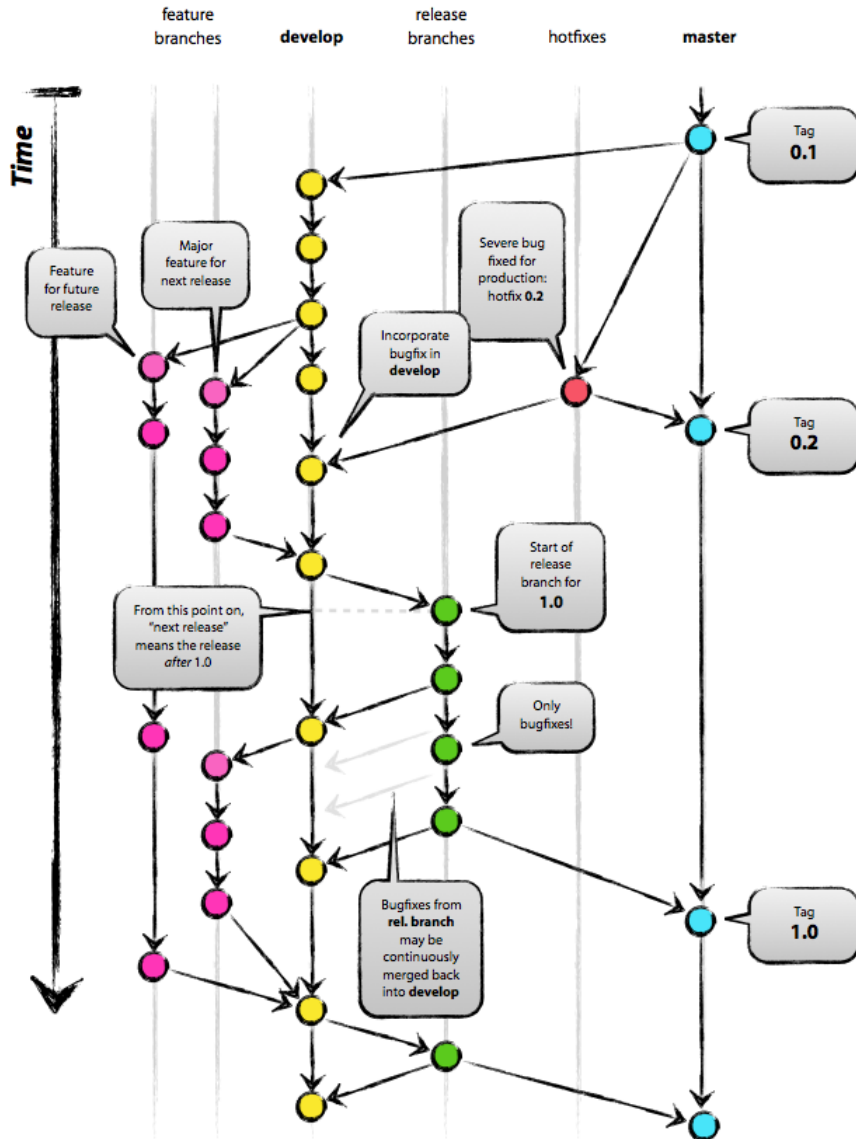 feature
branches
develop
release
branches
hotfixes
master
Time
Tag
0.1
Major
feature for
next release
Feature
for future
release
Severe bug
fixed for
production:
hotfix 0.2
Incorporate
bugfix in
develop
Tag
0.2
Start of
release
branch for
1.0
From this point on,
“next release”
means the release
after 1.0
Only
bugfixes!
Bugfixes from
rel. branch
may be
continuously
merged back
into develop
Tag
1.0